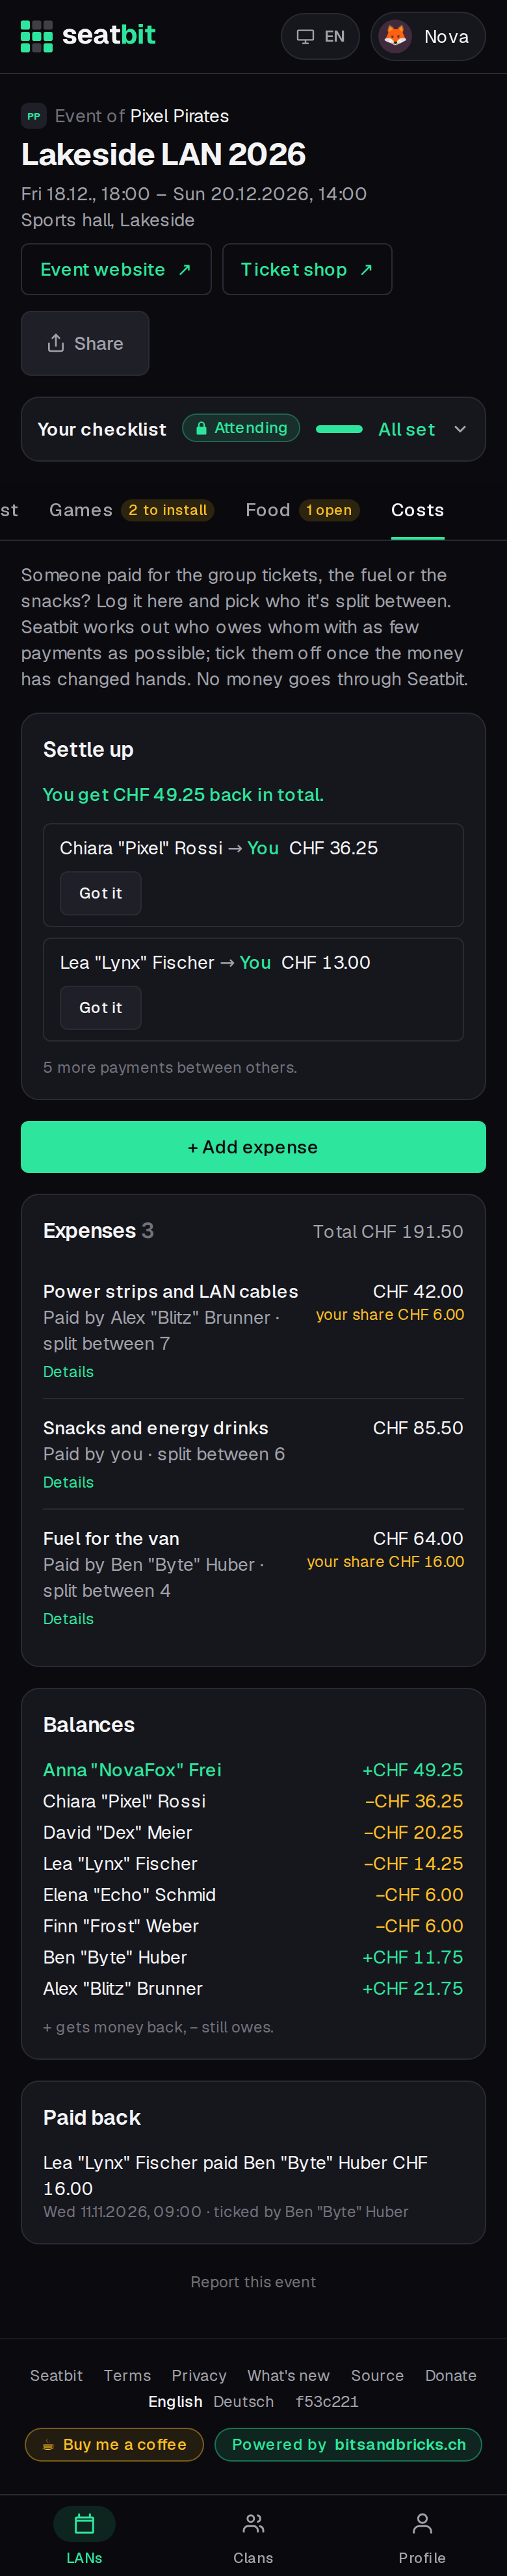 seatbit
EN
Nova
PP
Event of Pixel Pirates
Lakeside LAN 2026
Fri 18.12., 18:00 – Sun 20.12.2026, 14:00
Sports hall, Lakeside
Event website ↗
Ticket shop ↗
Share
Your checklist
Attending
All set
st
Games 2 to install
Food 1 open
Costs
Someone paid for the group tickets, the fuel or the
snacks? Log it here and pick who it's split between.
Seatbit works out who owes whom with as few
payments as possible; tick them off once the money
has changed hands. No money goes through Seatbit.
Settle up
You get CHF 49.25 back in total.
Chiara "Pixel" Rossi → You CHF 36.25
Got it
Lea "Lynx" Fischer → You CHF 13.00
Got it
5 more payments between others.
+ Add expense
Expenses 3
Total CHF 191.50
Power strips and LAN cables
CHF 42.00
Paid by Alex "Blitz" Brunner ·
your share CHF 6.00
split between 7
Details
Snacks and energy drinks
CHF 85.50
Paid by you · split between 6
Details
Fuel for the van
CHF 64.00
Paid by Ben "Byte" Huber ·
your share CHF 16.00
split between 4
Details
Balances
Anna "NovaFox" Frei +CHF 49.25
Chiara "Pixel" Rossi –CHF 36.25
David "Dex" Meier –CHF 20.25
Lea "Lynx" Fischer –CHF 14.25
Elena "Echo" Schmid –CHF 6.00
Finn "Frost" Weber –CHF 6.00
Ben "Byte" Huber +CHF 11.75
Alex "Blitz" Brunner +CHF 21.75
+ gets money back, – still owes.
Paid back
Lea "Lynx" Fischer paid Ben "Byte" Huber CHF
16.00
Wed 11.11.2026, 09:00 · ticked by Ben "Byte" Huber
Report this event
Seatbit Terms Privacy What's new Source Donate
English Deutsch f53c221
Buy me a coffee
Powered by bitsandbricks.ch
LANs
Clans
Profile